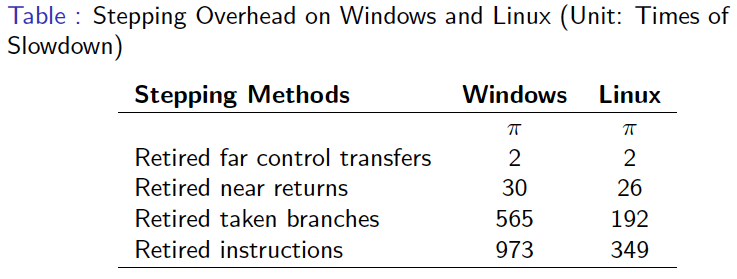 Table : Stepping Overhead on Windows and Linux (Unit: Times of
Slowdown)
Stepping Methods Windows Linux
π π
Retired far control transfers 2 2
Retired near returns 30 26
Retired taken branches 565 192
Retired instructions 973 349